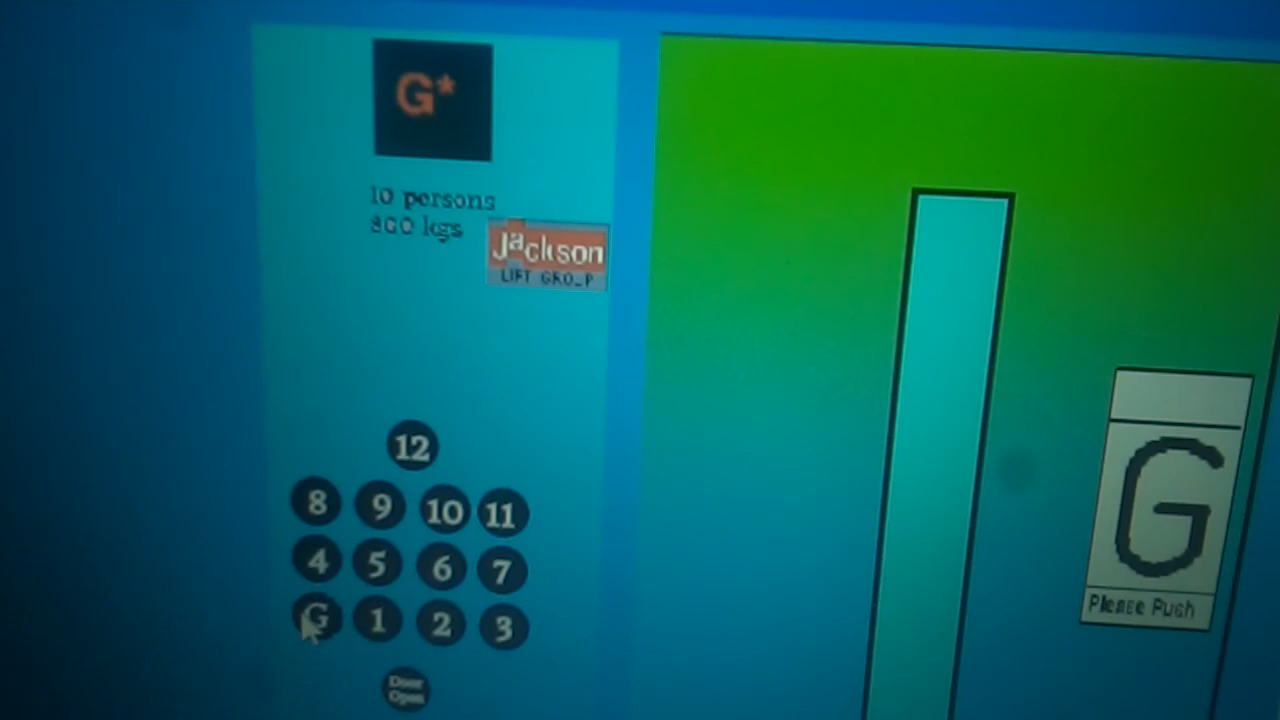 G*
10 persons
800 kgs
Jackson
LIFT GROUP
12
8 9 10 11
4 5 6 7
G 1 2 3
Door
Open
G
Please Push